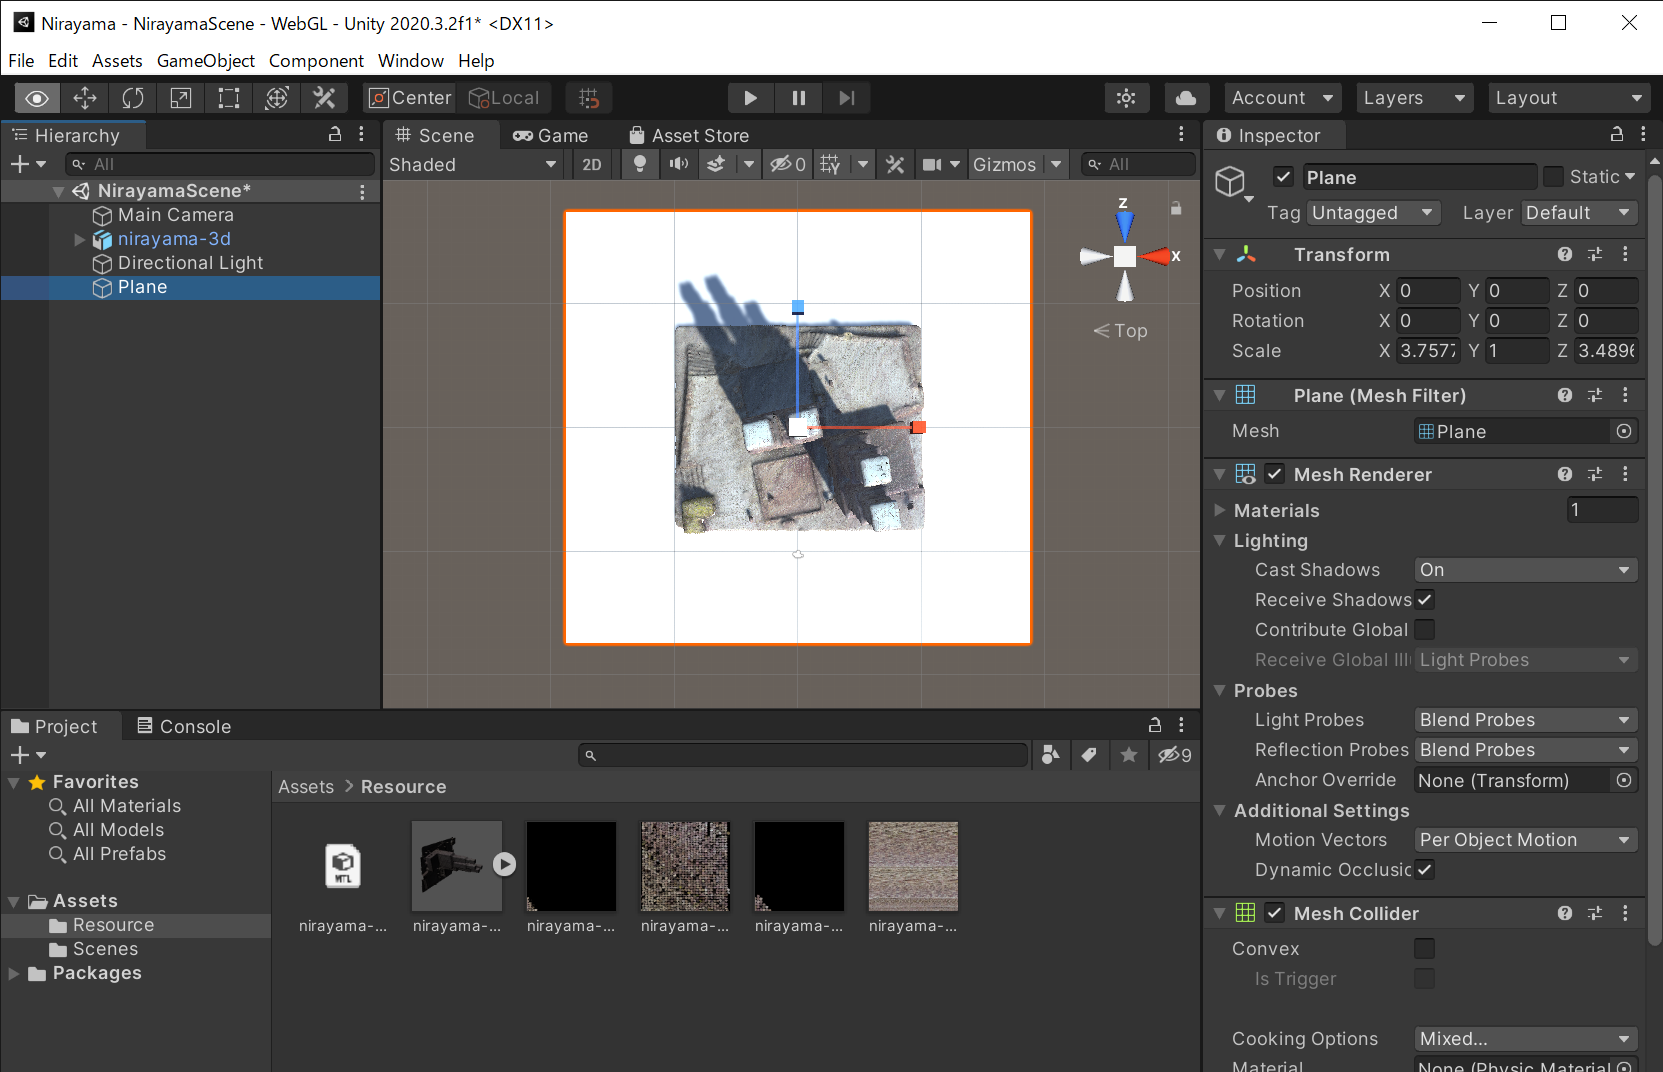 Nirayama - NirayamaScene - WebGL - Unity 2020.3.2f1* <DX11>
File Edit Assets GameObject Component Window Help
Center Local Account Layers Layout
Hierarchy
All
NirayamaScene*
Main Camera
nirayama-3d
Directional Light
Plane
Scene Game Asset Store
Shaded 2D 0 Gizmos All
z
x
Top
Inspector
Plane Static
Tag Untagged Layer Default
Transform
Position X 0 Y 0 Z 0
Rotation X 0 Y 0 Z 0
Scale X 3.7577 Y 1 Z 3.4896
Plane (Mesh Filter)
Mesh Plane
Mesh Renderer
Materials 1
Lighting
Cast Shadows On
Receive Shadows
Contribute Global
Receive Global Illu Light Probes
Probes
Light Probes Blend Probes
Reflection Probes Blend Probes
Anchor Override None (Transform)
Additional Settings
Motion Vectors Per Object Motion
Dynamic Occlusic
Mesh Collider
Convex
Is Trigger
Cooking Options Mixed...
Material None (Physic Material
Project Console
9
Favorites
All Materials
All Models
All Prefabs
Assets
Resource
Scenes
Packages
Assets > Resource
MTL
nirayama-... nirayama-... nirayama-... nirayama-... nirayama-... nirayama-...